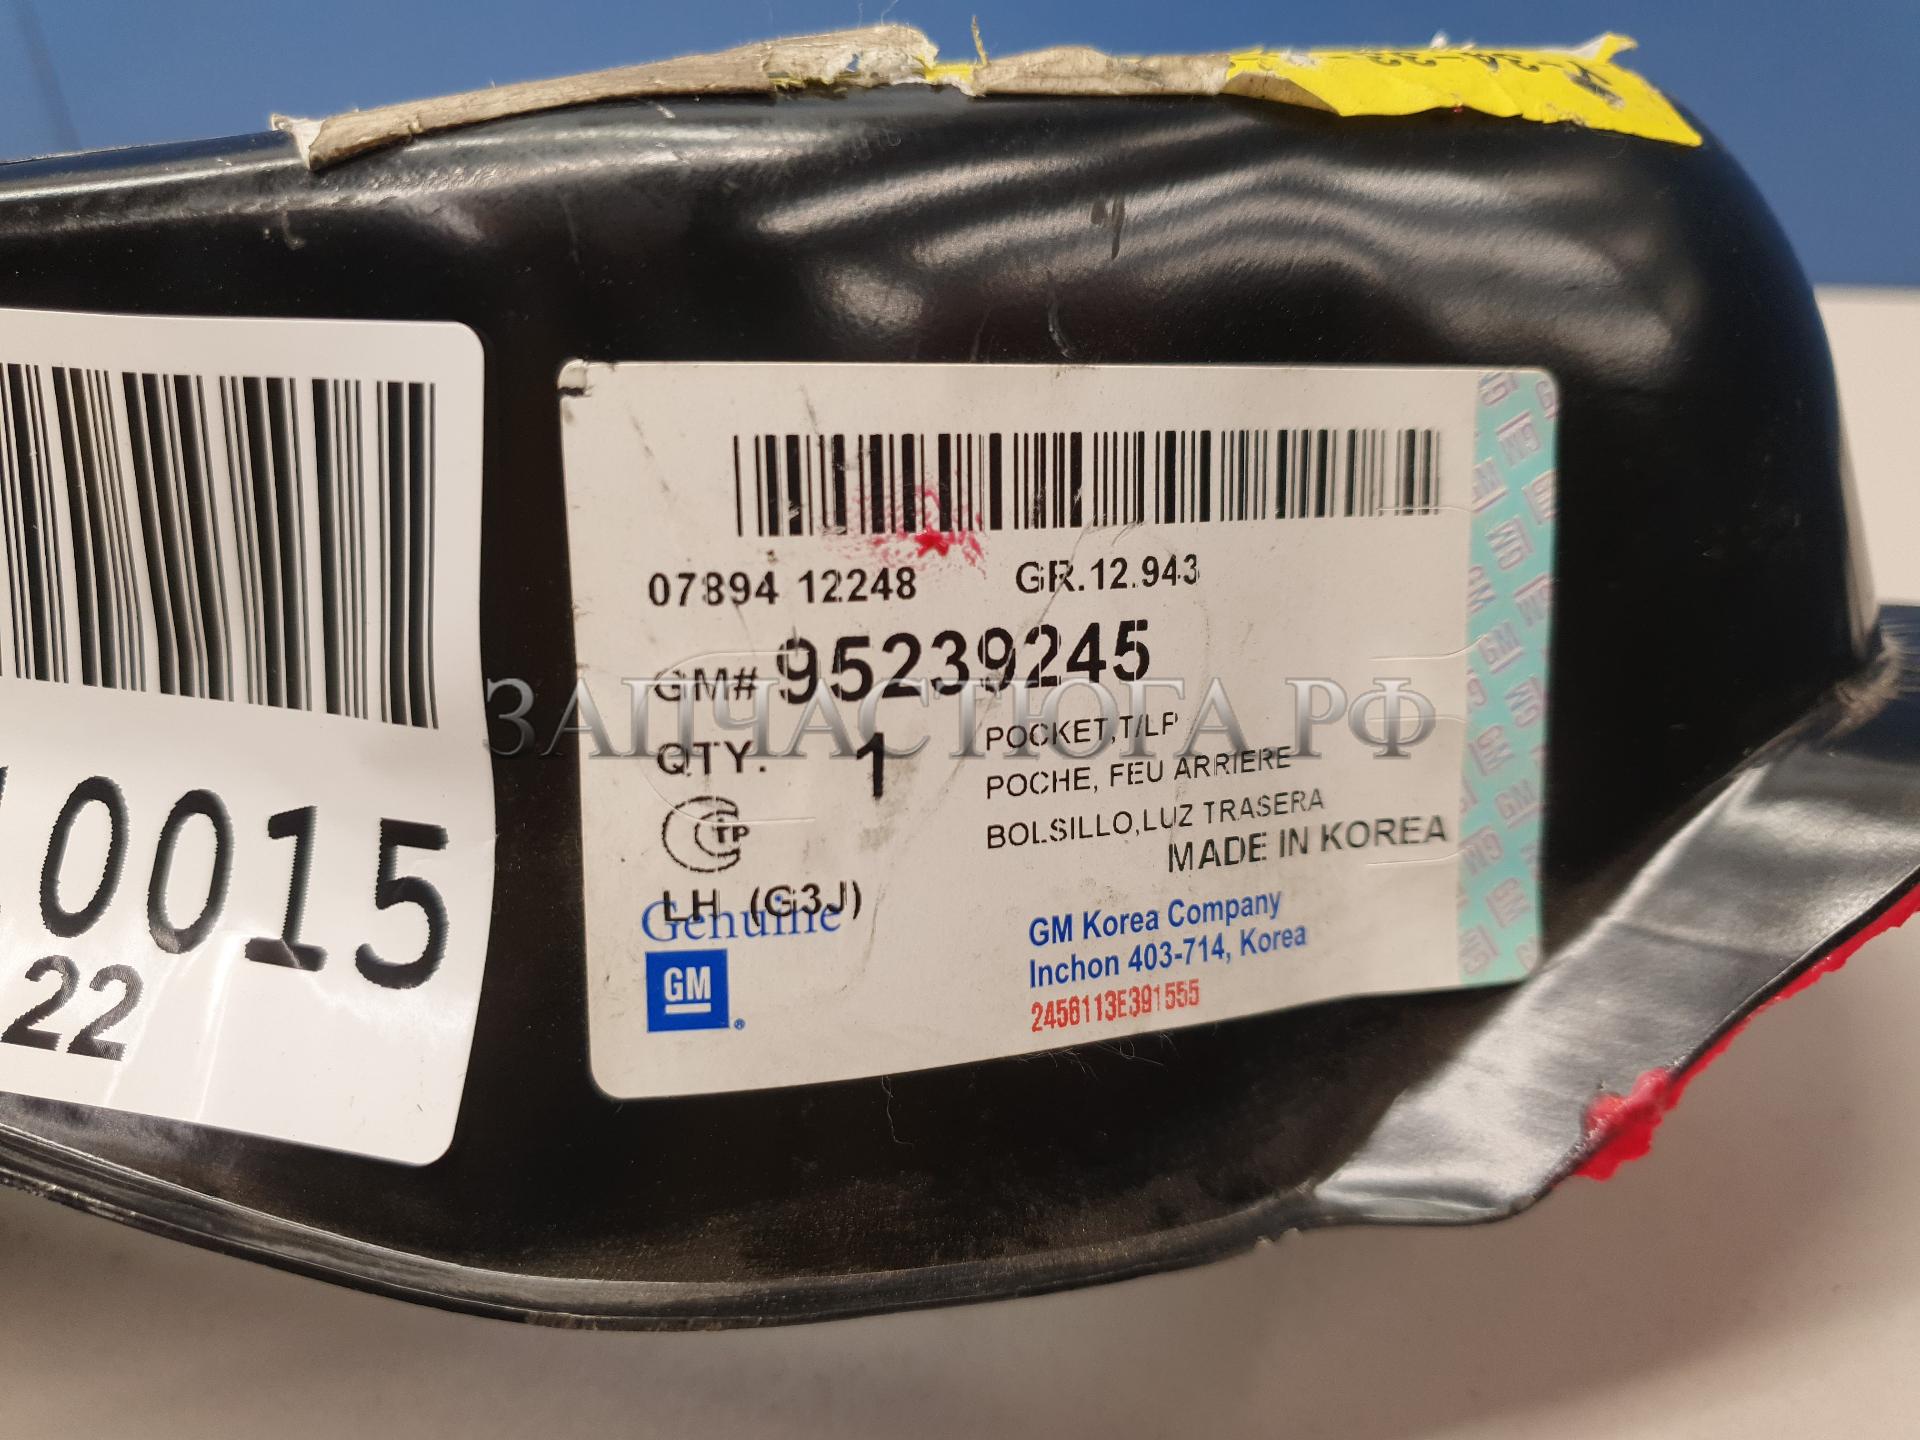 07894 12248 GR.12.943
GM# 95239245
QTY. 1
POCKET,T/LP
POCHE, FEU ARRIERE
BOLSILLO,LUZ TRASERA
MADE IN KOREA
TP
LH (G3J)
Genuine
GM
®
GM Korea Company
Inchon 403-714, Korea
2456113E391555
0015
22
ЗАПЧАСТЮГА.РФ